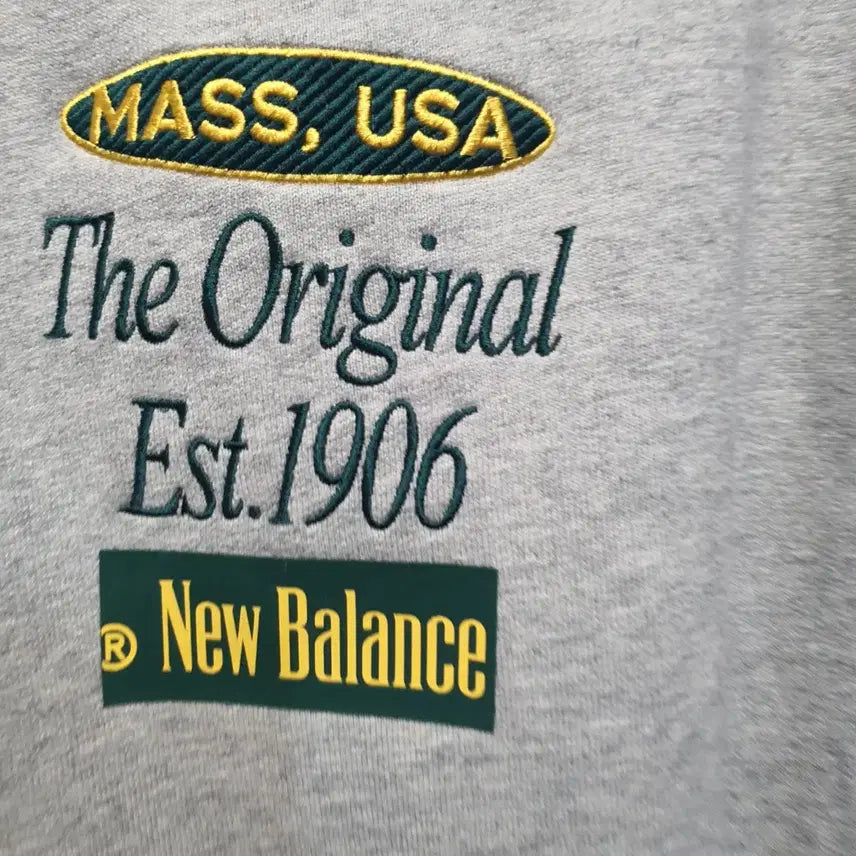 MASS, USA
The Original
Est.1906
® New Balance